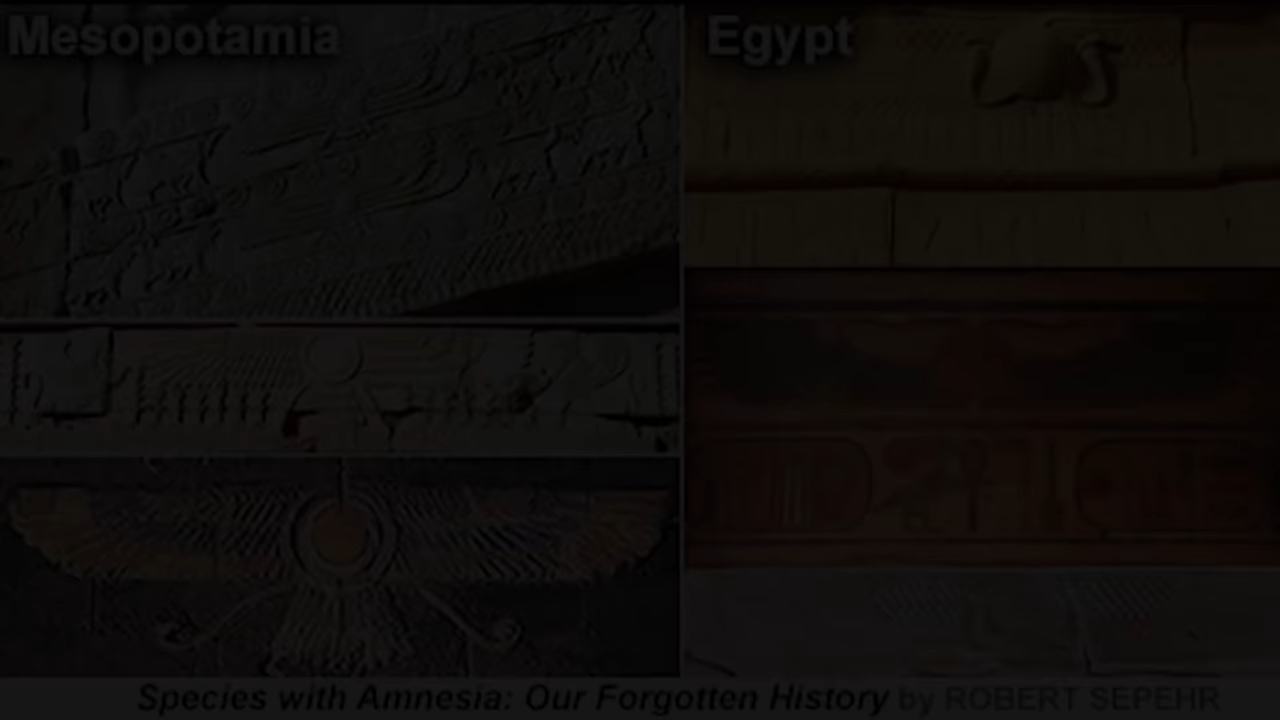 Mesopotamia
Egypt
Species with Amnesia: Our Forgotten History by ROBERT SEPEHR